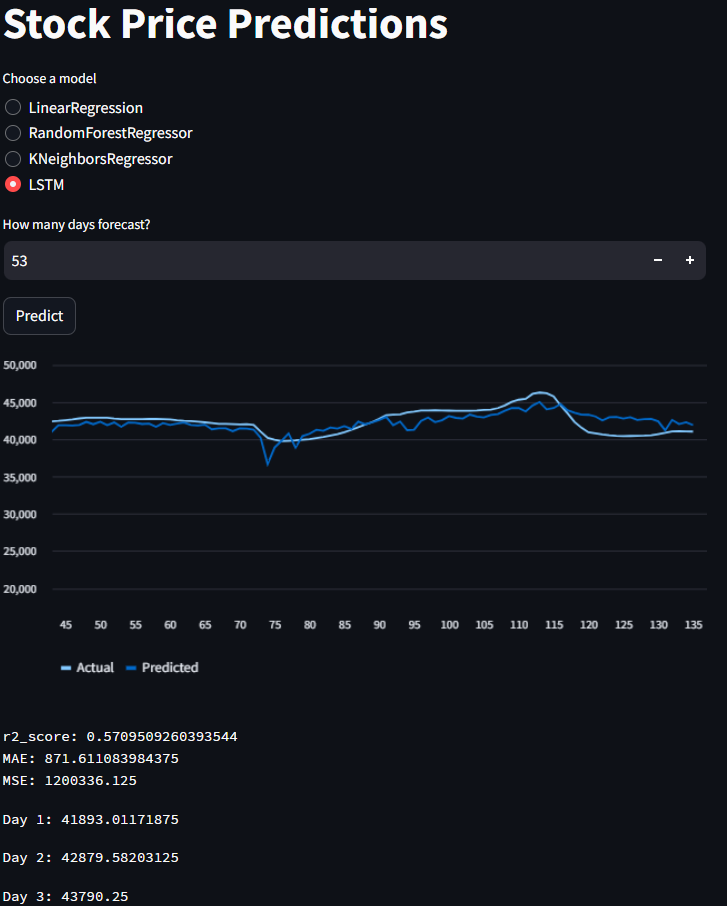 Stock Price Predictions
Choose a model
LinearRegression
RandomForestRegressor
KNeighborsRegressor
LSTM
How many days forecast?
53 − +
Predict
50,000
45,000
40,000
35,000
30,000
25,000
20,000
45 50 55 60 65 70 75 80 85 90 95 100 105 110 115 120 125 130 135
Actual Predicted
r2_score: 0.5709509260393544
MAE: 871.611083984375
MSE: 1200336.125
Day 1: 41893.01171875
Day 2: 42879.58203125
Day 3: 43790.25